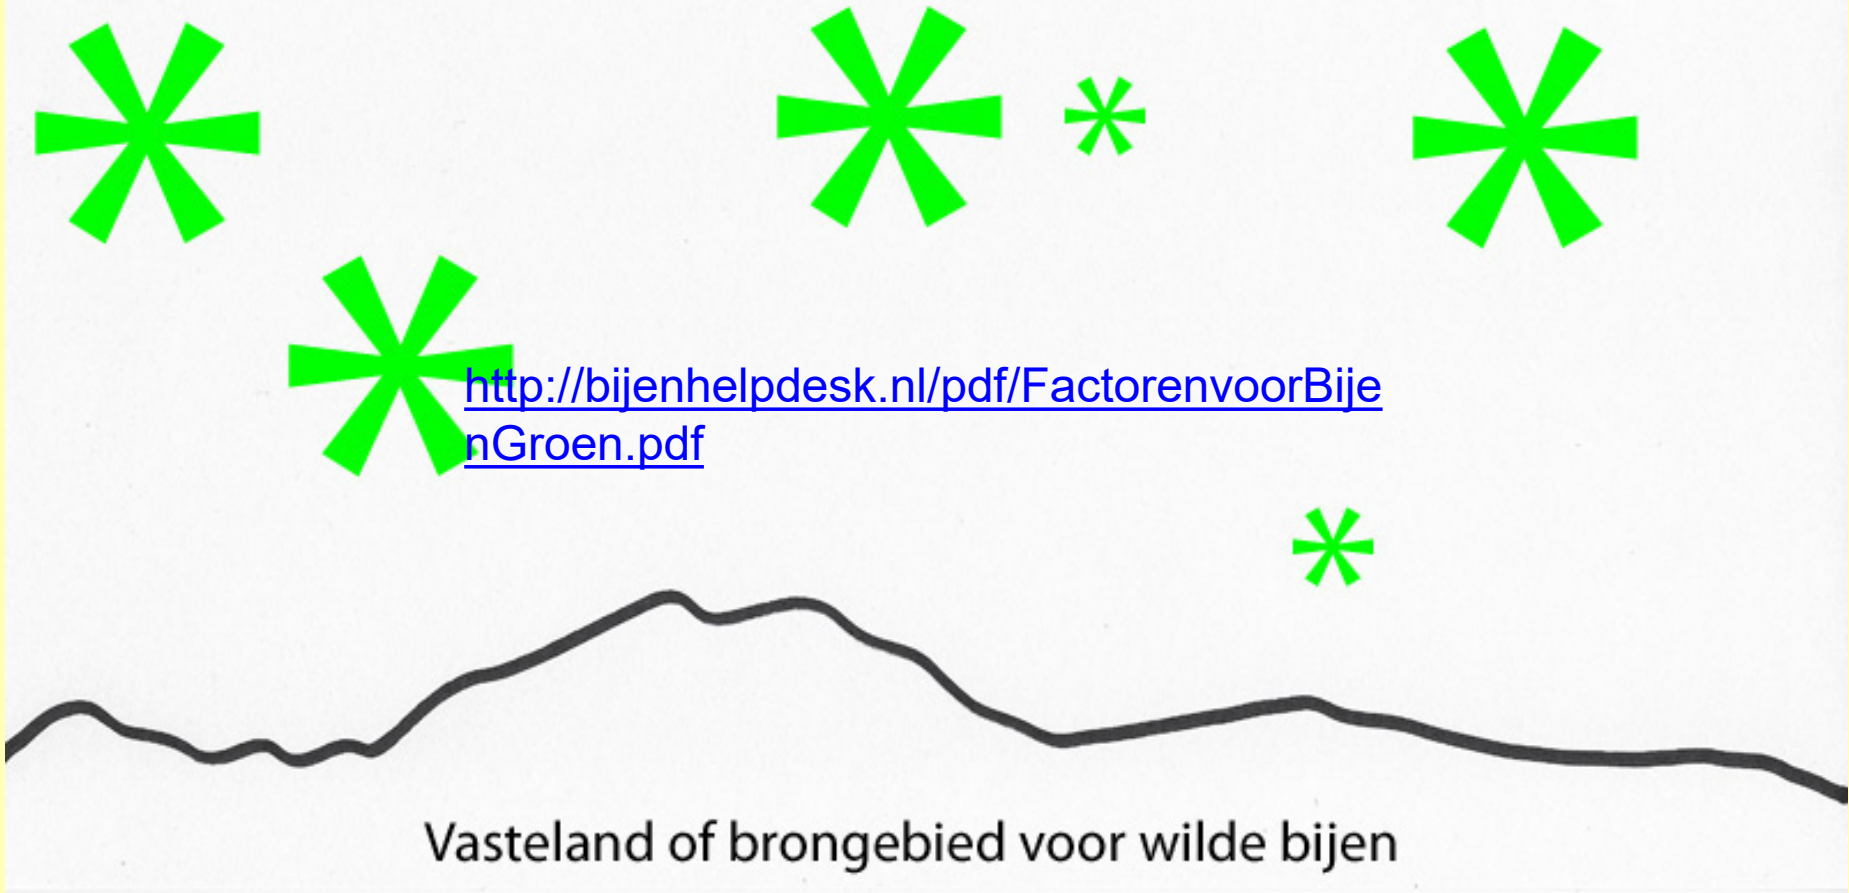 http://bijenhelpdesk.nl/pdf/FactorenvoorBije
nGroen.pdf
Vasteland of brongebied voor wilde bijen